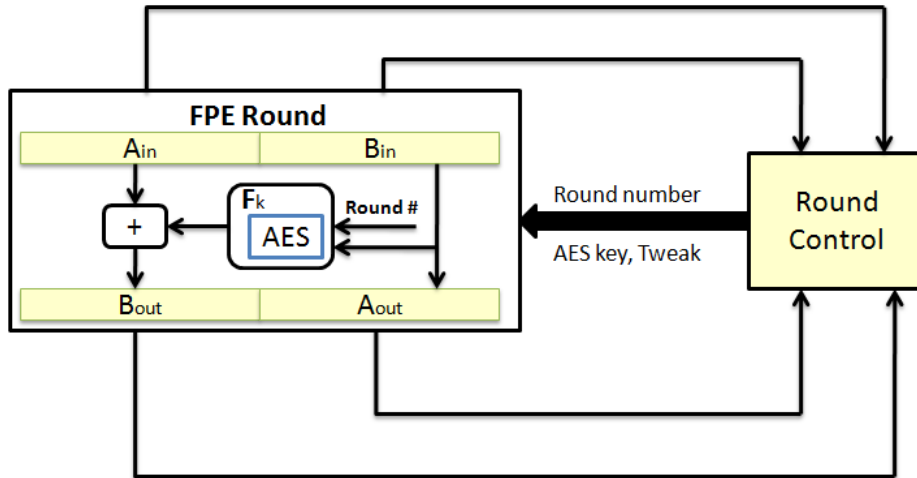 FPE Round
Ain Bin
Fk
Round #
+
AES
Bout Aout
Round number
AES key, Tweak
Round
Control